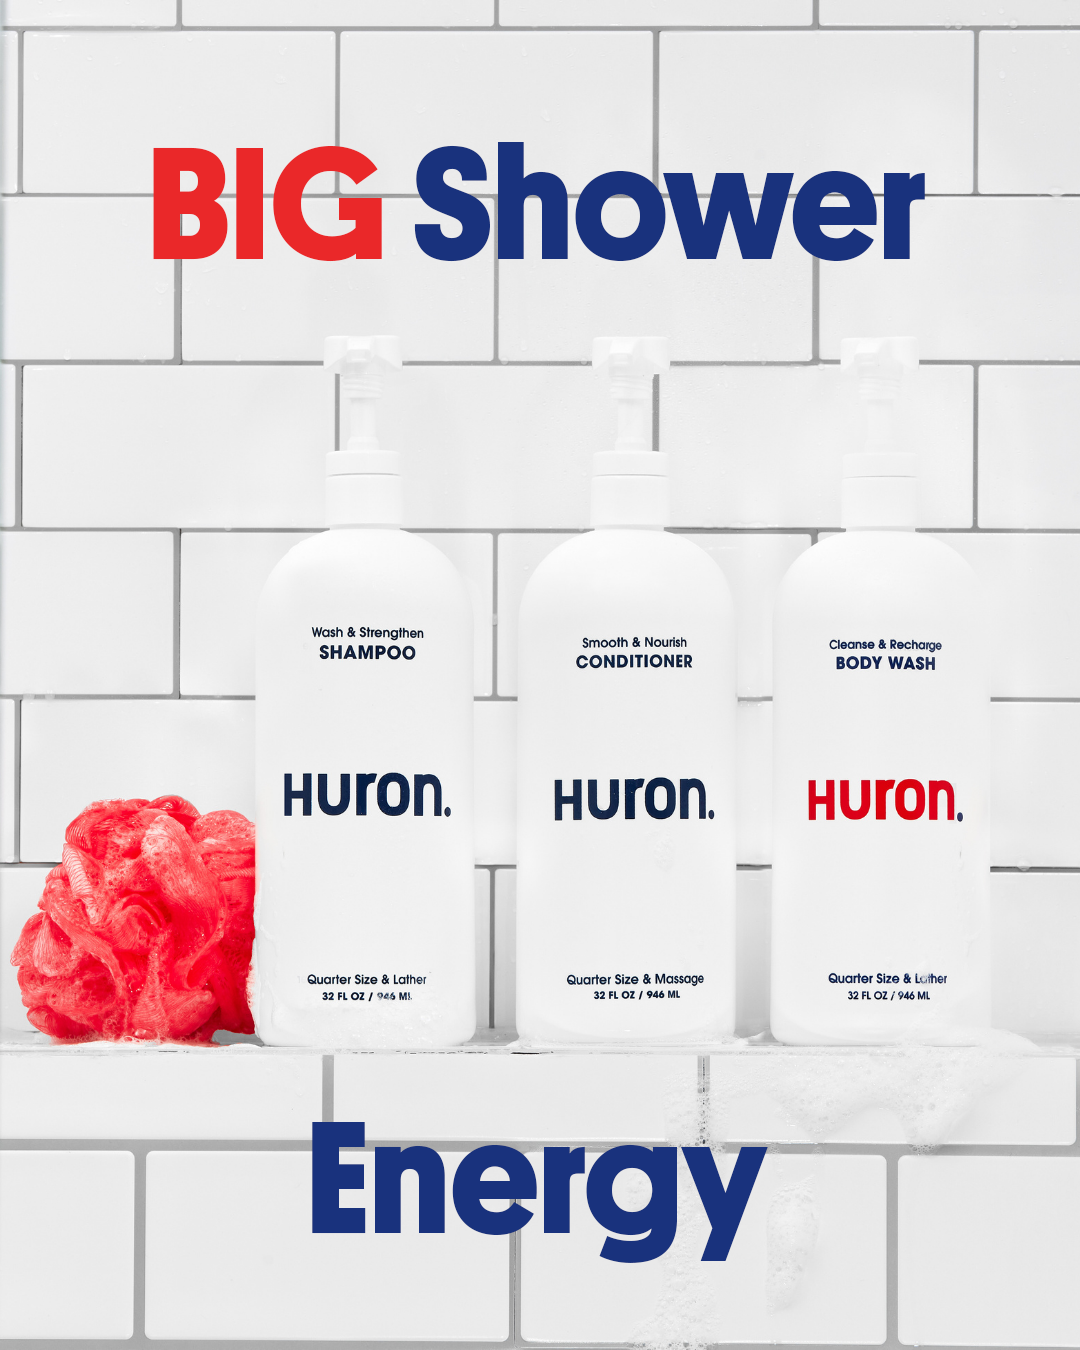 BIG Shower
Wash & Strengthen
SHAMPOO
Huron.
Quarter Size & Lather
32 FL OZ / 946 ML
Smooth & Nourish
CONDITIONER
Huron.
Quarter Size & Massage
32 FL OZ / 946 ML
Cleanse & Recharge
BODY WASH
Huron.
Quarter Size & Lather
32 FL OZ / 946 ML
Energy